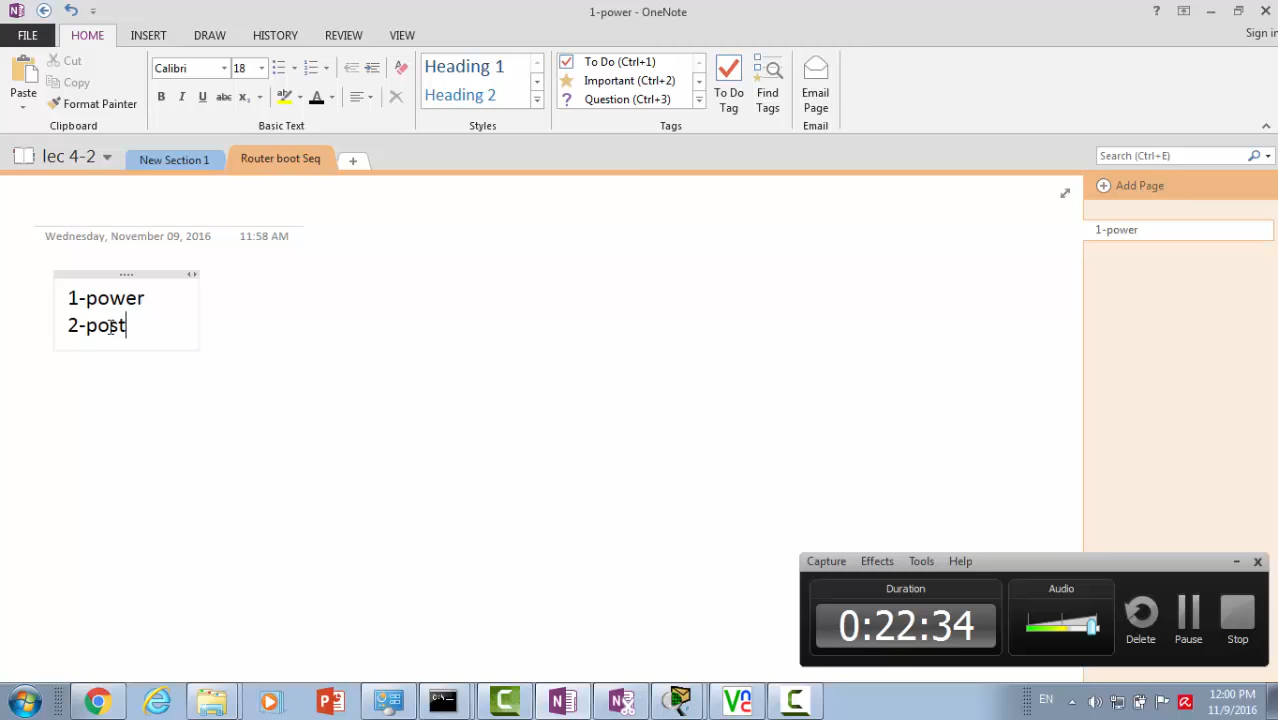 1-power - OneNote
?
FILE HOME INSERT DRAW HISTORY REVIEW VIEW
Sign in
Paste
Cut
Copy
Format Painter
Clipboard
Calibri 18
B I U abc X₂
A
Basic Text
Heading 1
Heading 2
Styles
To Do (Ctrl+1)
Important (Ctrl+2)
? Question (Ctrl+3)
Tags
To Do
Tag
Find
Tags
Email
Page
Email
lec 4-2
New Section 1
Router boot Seq
Search (Ctrl+E)
Add Page
1-power
Wednesday, November 09, 2016 11:58 AM
1-power
2-post
Capture Effects Tools Help
Duration
0:22:34
Audio
Delete
Pause
Stop
EN
12:00 PM
11/9/2016